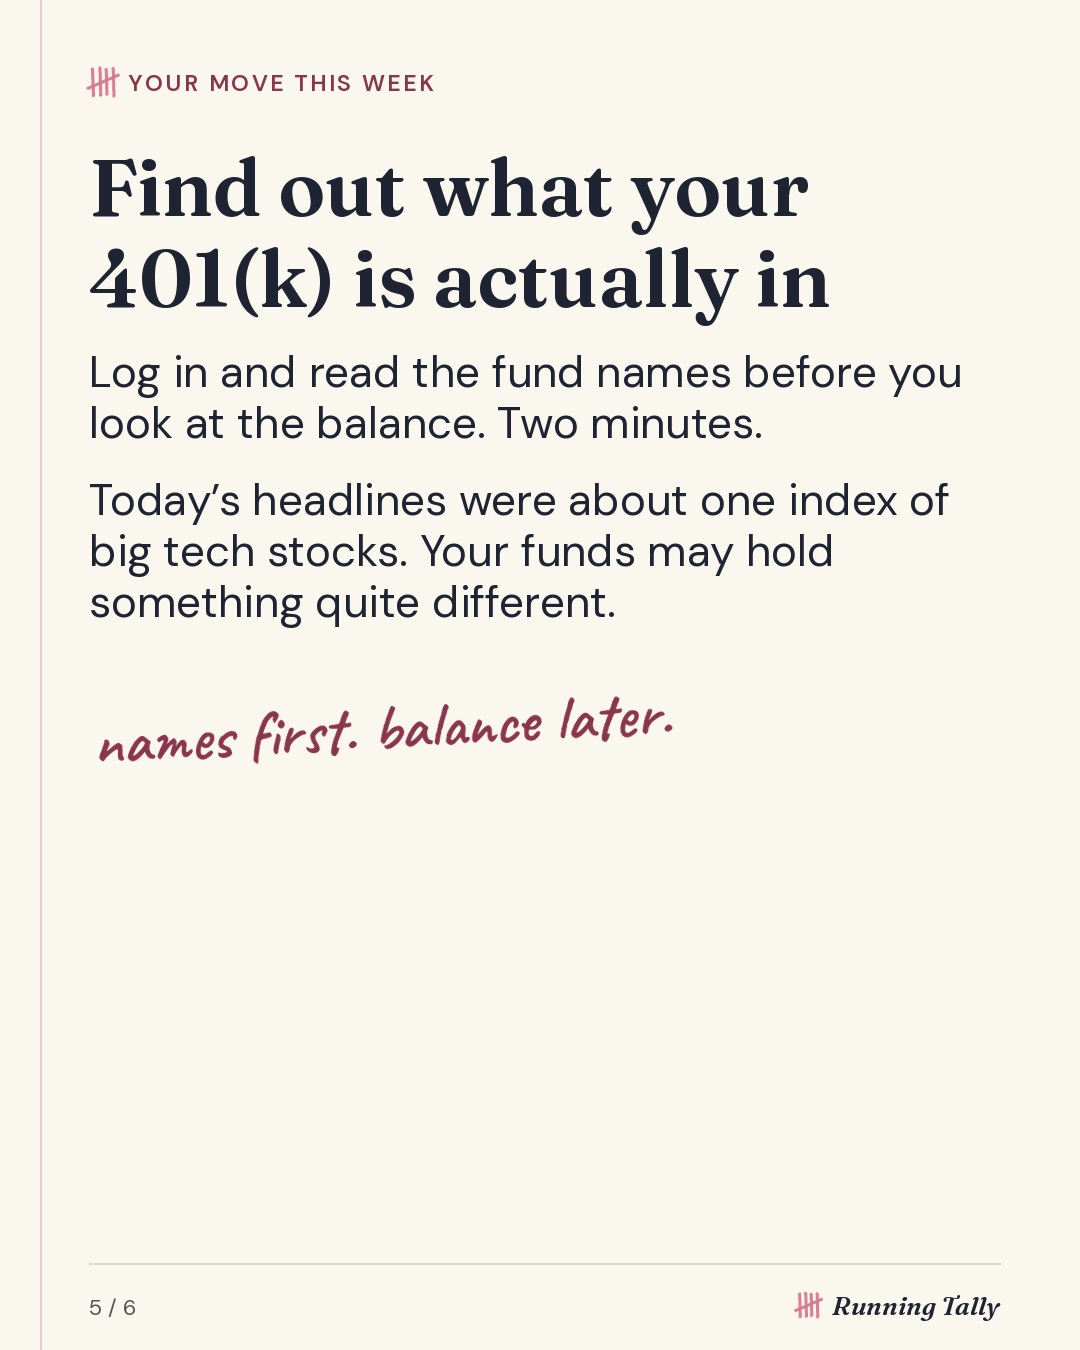 YOUR MOVE THIS WEEK
Find out what your
401(k) is actually in
Log in and read the fund names before you
look at the balance. Two minutes.
Today’s headlines were about one index of
big tech stocks. Your funds may hold
something quite different.
names first. balance later.
5 / 6
Running Tally